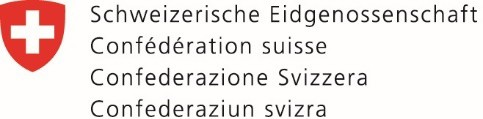 Schweizerische Eidgenossenschaft
Confédération suisse
Confederazione Svizzera
Confederaziun svizra